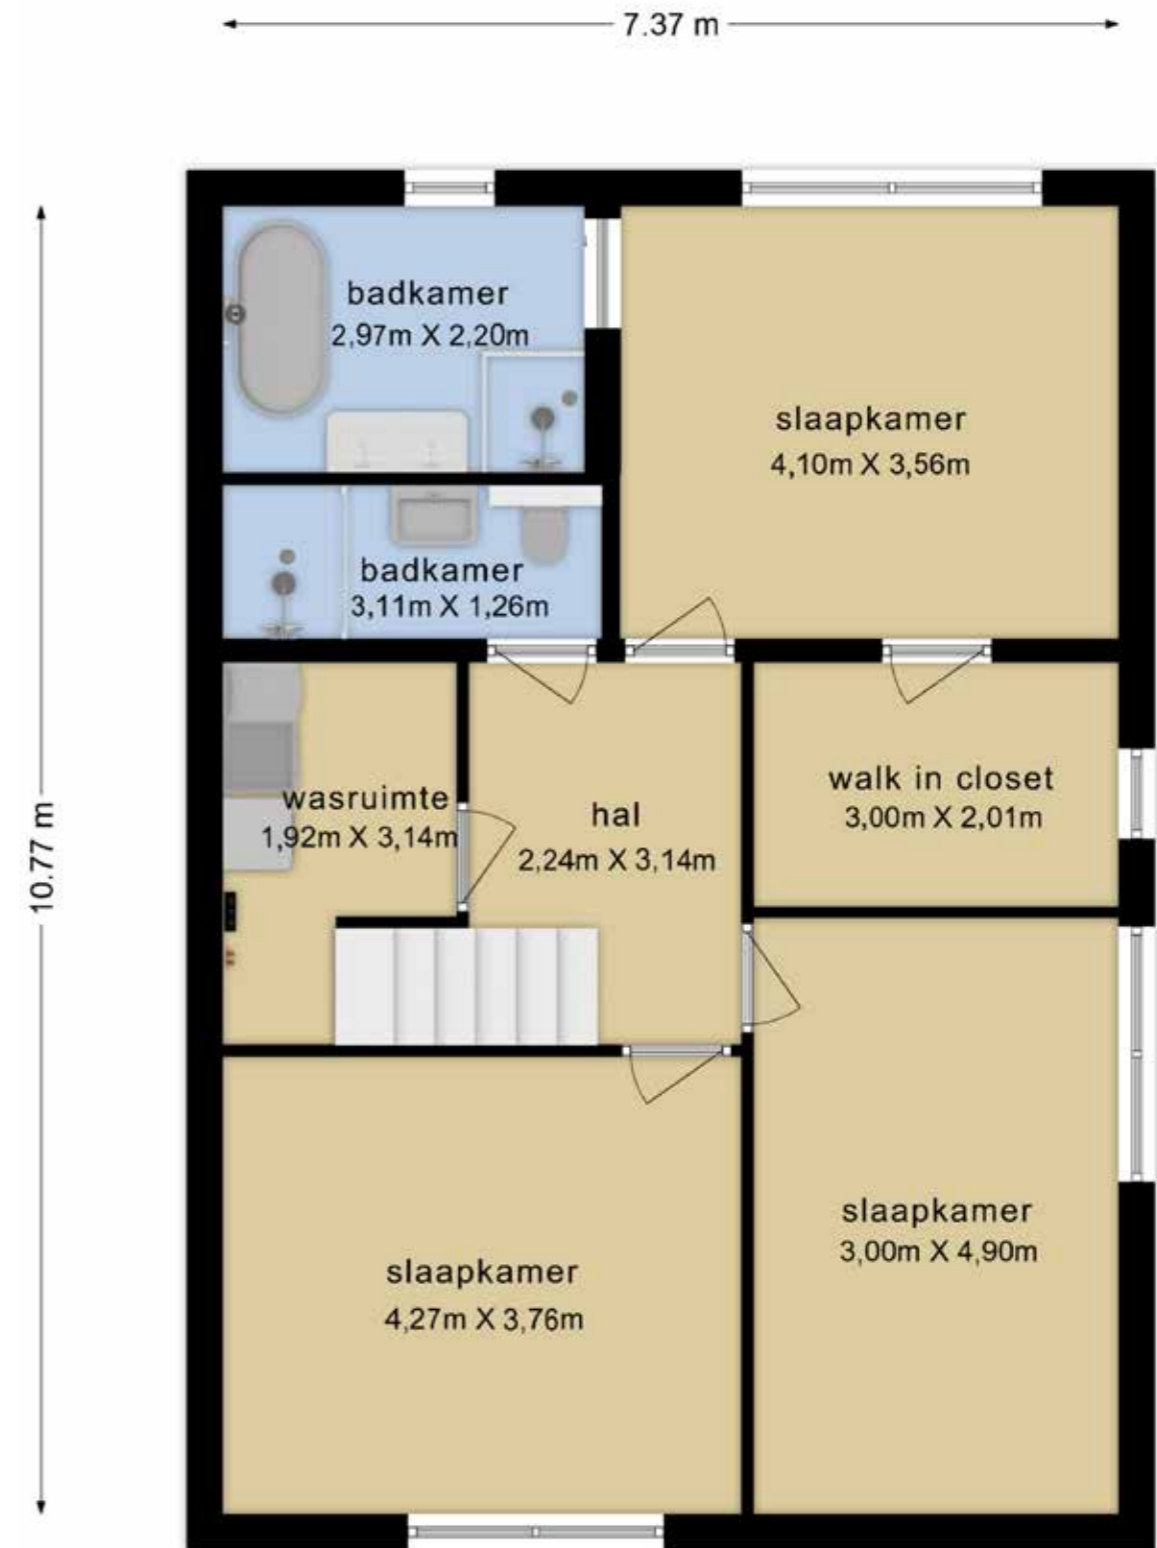 7.37 m
10.77 m
badkamer
2,97m X 2,20m
slaapkamer
4,10m X 3,56m
badkamer
3,11m X 1,26m
wasruimte
1,92m X 3,14m
hal
2,24m X 3,14m
walk in closet
3,00m X 2,01m
slaapkamer
3,00m X 4,90m
slaapkamer
4,27m X 3,76m